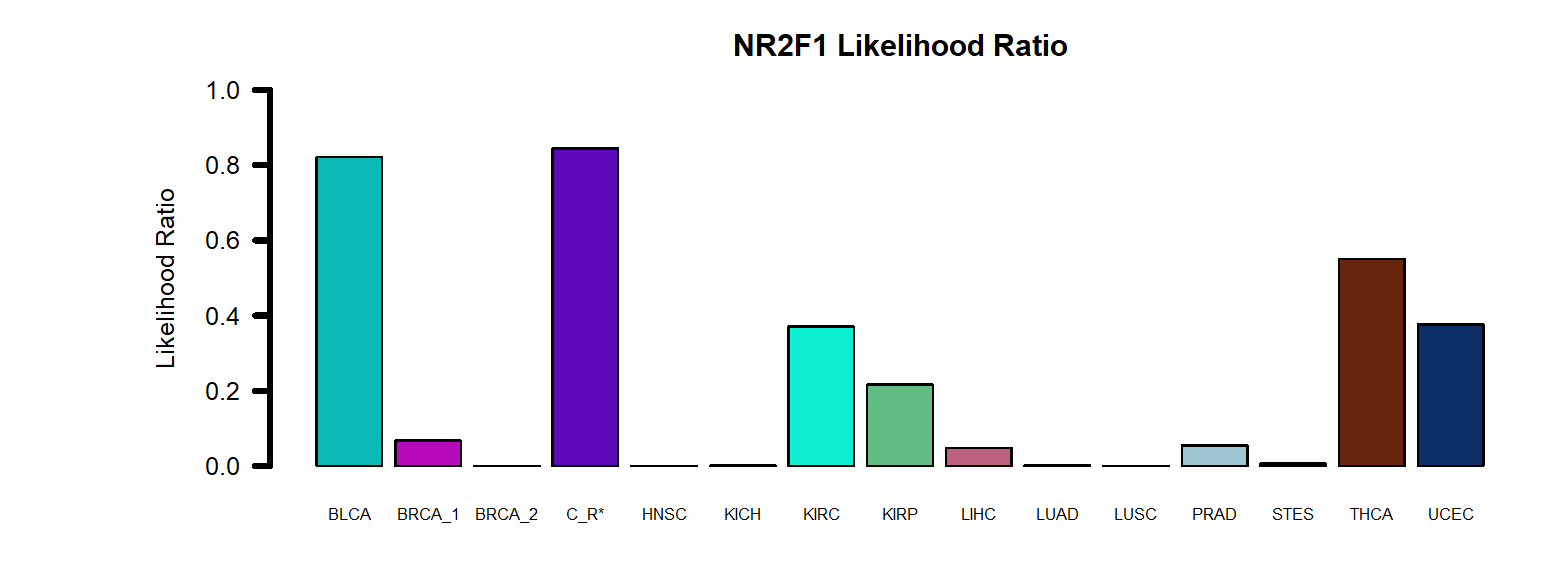 NR2F1 Likelihood Ratio
Likelihood Ratio
1.0
0.8
0.6
0.4
0.2
0.0
BLCA BRCA_1 BRCA_2 C_R* HNSC KICH KIRC KIRP LIHC LUAD LUSC PRAD STES THCA UCEC